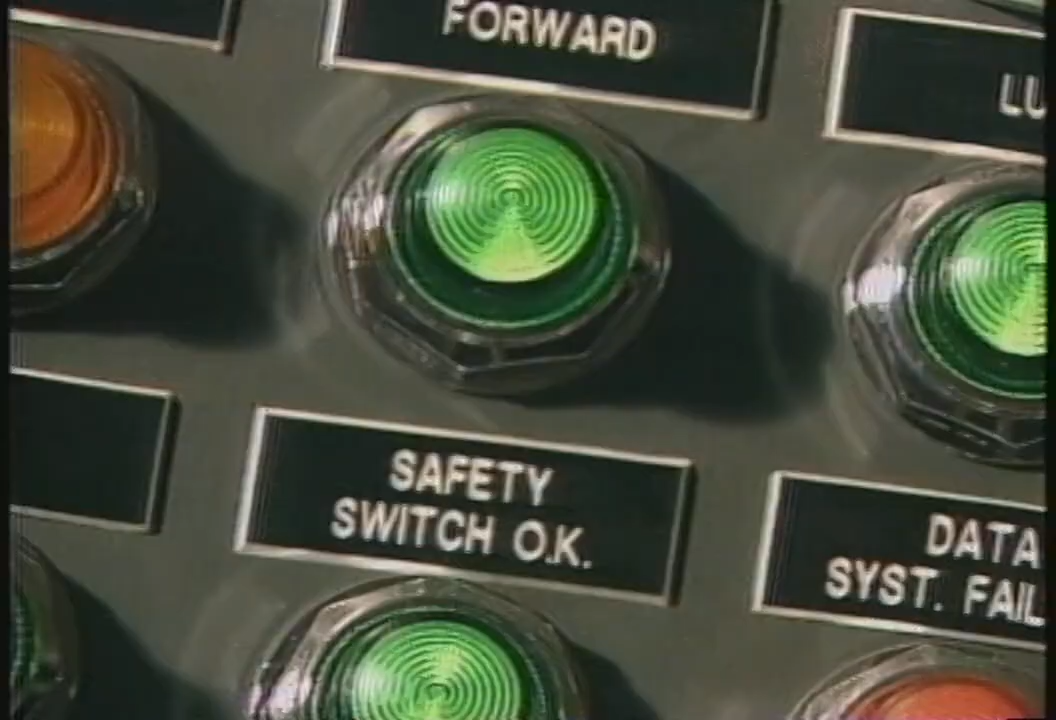 FORWARD
SAFETY
SWITCH O.K.
DATA
SYST. FAIL